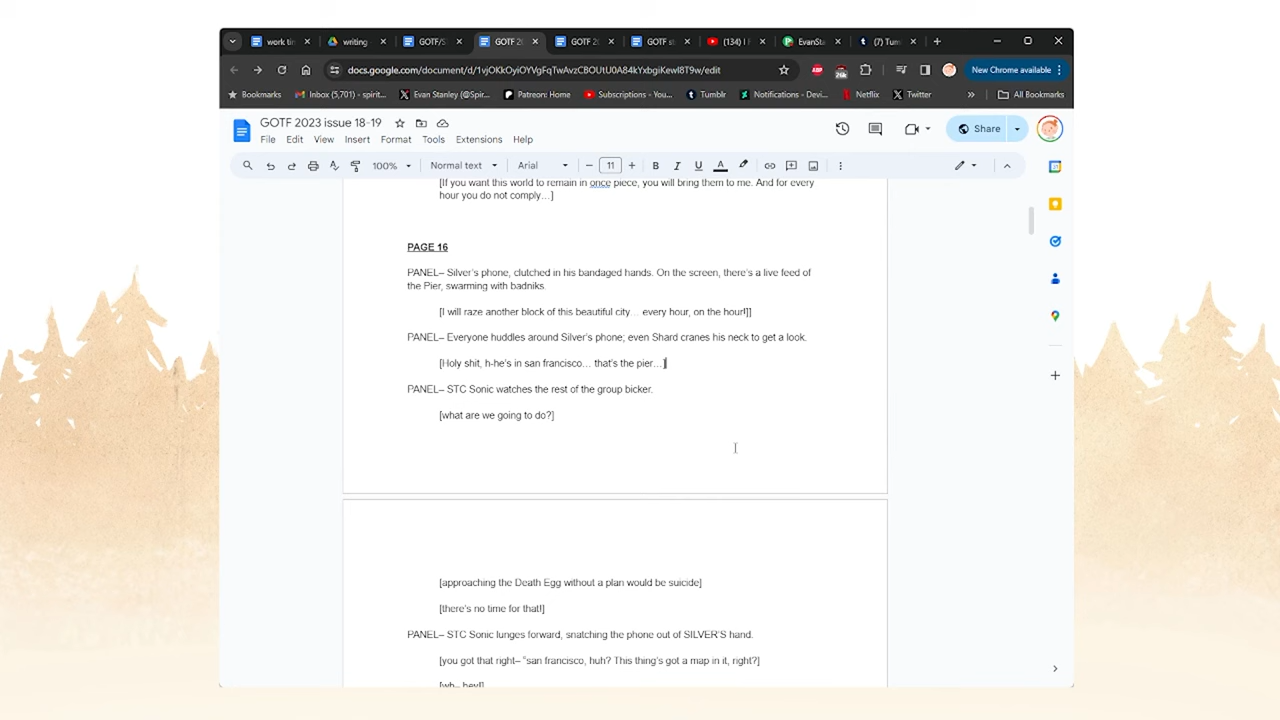 work tin
writing
GOTF/S
GOTF 20
GOTF 20
GOTF st
(134) I F
EvanSta
(7) Tum
docs.google.com/document/d/1vjOKkOyiOYVgFqTwAvzCBOUtU0A84kYxbgiKewI8T9w/edit
26k
New Chrome available
Bookmarks
Inbox (5,701) - spirit...
Evan Stanley (@Spir...
Patreon: Home
Subscriptions - You...
Tumblr
Notifications - Devi...
Netflix
Twitter
All Bookmarks
GOTF 2023 issue 18-19
File Edit View Insert Format Tools Extensions Help
Share
100% Normal text Arial 11 B I U A
[If you want this world to remain in once piece, you will bring them to me. And for every
hour you do not comply…]
PAGE 16
PANEL– Silver's phone, clutched in his bandaged hands. On the screen, there's a live feed of
the Pier, swarming with badniks.
[I will raze another block of this beautiful city… every hour, on the hour!]]
PANEL– Everyone huddles around Silver's phone; even Shard cranes his neck to get a look.
[Holy shit, h-he's in san francisco… that's the pier…]
PANEL– STC Sonic watches the rest of the group bicker.
[what are we going to do?]
[approaching the Death Egg without a plan would be suicide]
[there's no time for that!]
PANEL– STC Sonic lunges forward, snatching the phone out of SILVER'S hand.
[you got that right– "san francisco, huh? This thing's got a map in it, right?]
[wh– hey!]